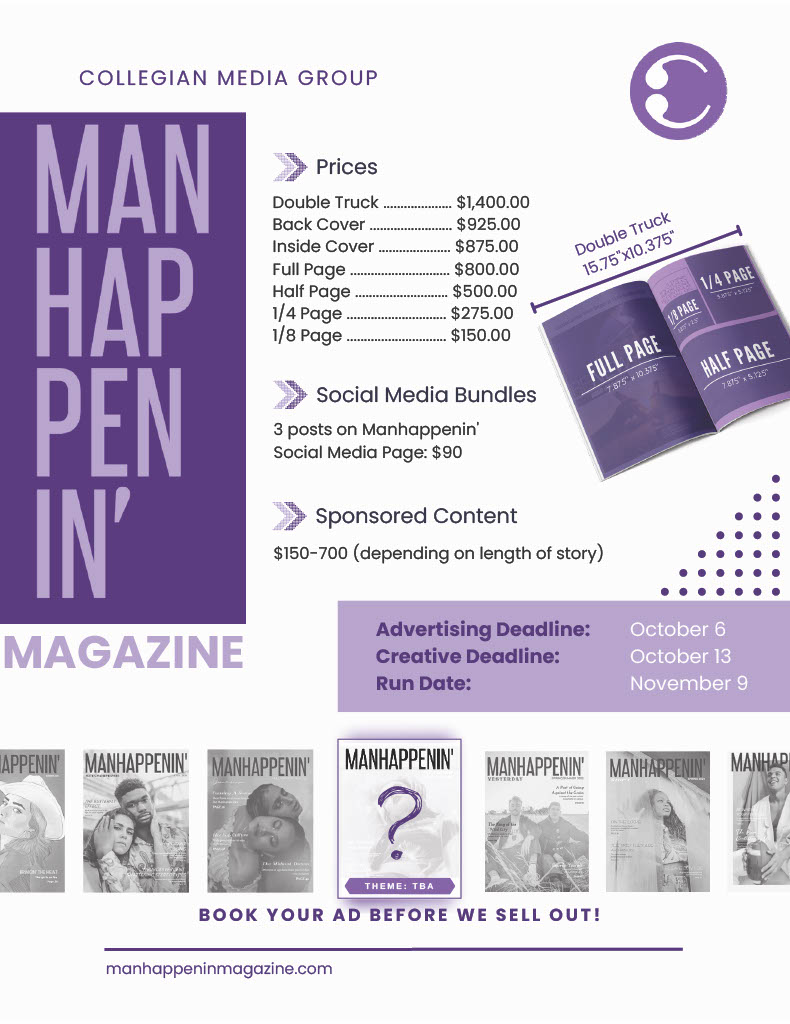 COLLEGIAN MEDIA GROUP
MAN
HAP
PEN
IN'
MAGAZINE
Prices
Double Truck .................... $1,400.00
Back Cover ........................ $925.00
Inside Cover ..................... $875.00
Full Page ............................. $800.00
Half Page ........................... $500.00
1/4 Page ............................. $275.00
1/8 Page ............................. $150.00
Double Truck
15.75"x10.375"
FULL PAGE
7.875" x 10.375"
1/8 PAGE
1/4 PAGE
HALF PAGE
7.875" x 5.125"
Social Media Bundles
3 posts on Manhappenin'
Social Media Page: $90
Sponsored Content
$150-700 (depending on length of story)
Advertising Deadline: October 6
Creative Deadline: October 13
Run Date: November 9
MANHAPPENIN'
MANHAPPENIN'
MANHAPPENIN'
THEME: TBA
MANHAPPENIN'
YESTERDAY
MANHAPPENIN'
BOOK YOUR AD BEFORE WE SELL OUT!
manhappeninmagazine.com